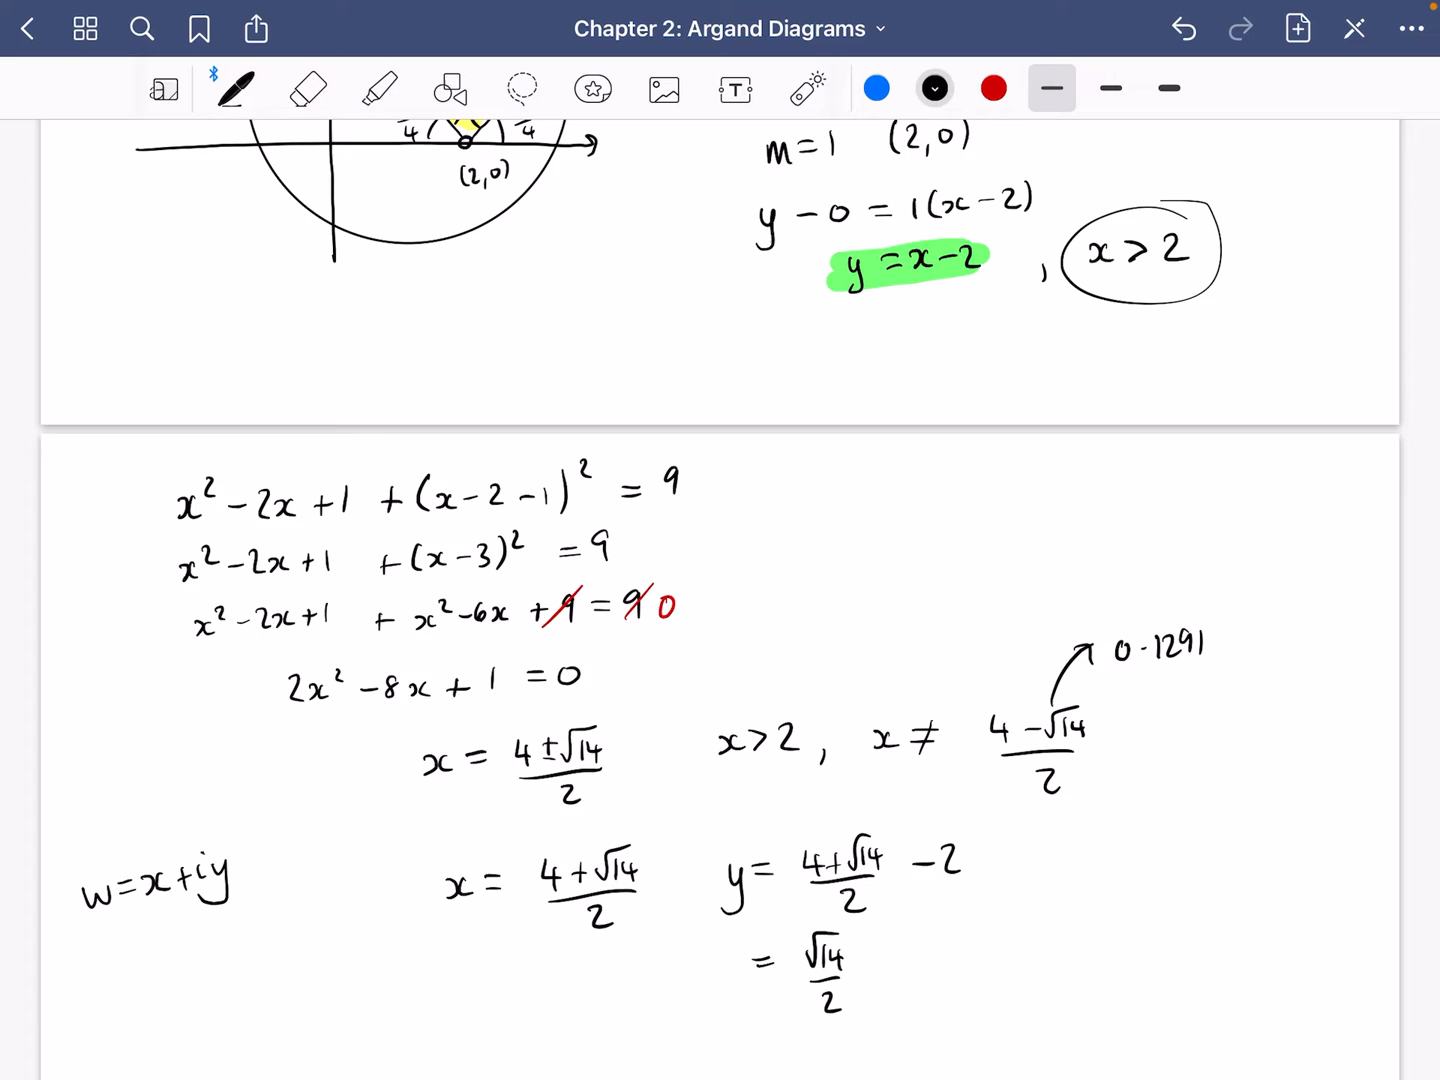 Chapter 2: Argand Diagrams
T
4 4
(2,0)
m=1 (2,0)
y-0=1(x-2)
y=x-2, x>2
x²-2x+1 +(x-2-1)² = 9
x²-2x+1 +(x-3)² = 9
x²-2x+1 + x²-6x +9 = 9 0
2x²-8x+1 = 0
0.1291
x = (4±√14)/2 x>2, x≠ (4-√14)/2
w=x+iy x = (4+√14)/2 y = (4+√14)/2 -2
= √14/2